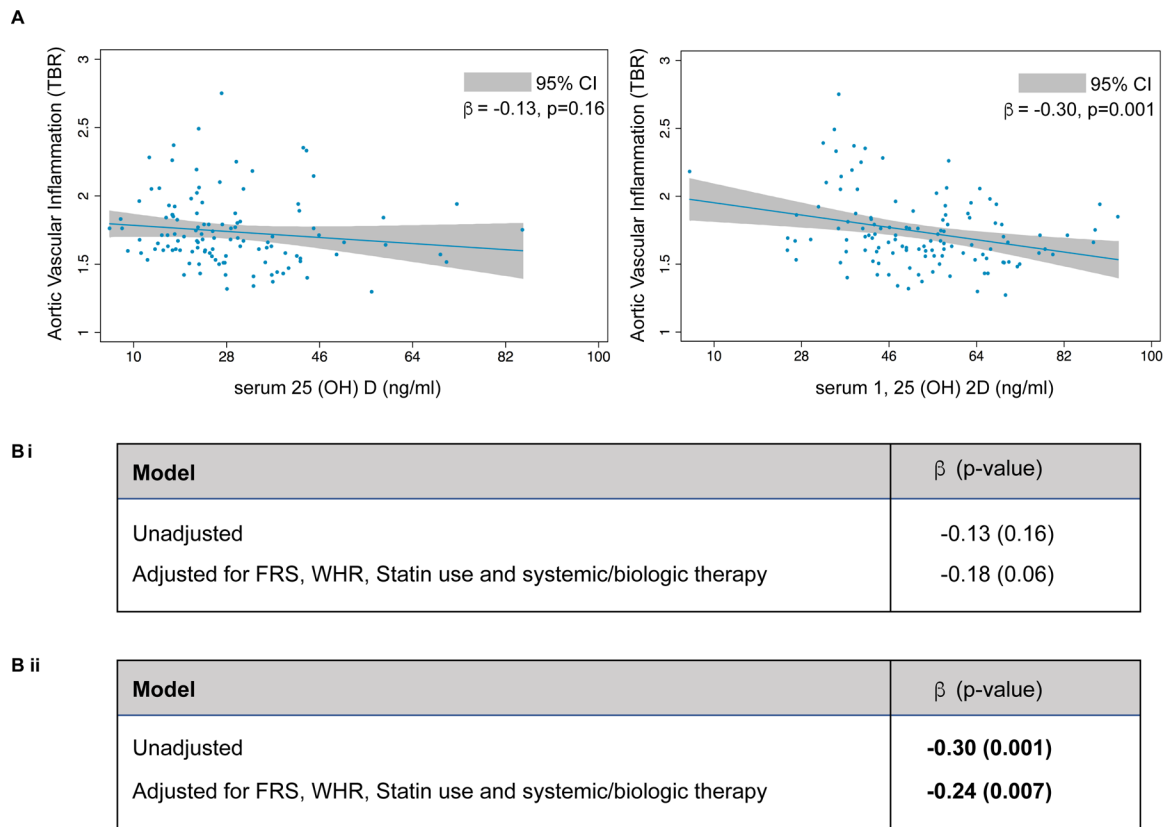 A
Aortic Vascular Inflammation (TBR)
3
2.5
2
1.5
1
95% CI
β = -0.13, p=0.16
10 28 46 64 82 100
serum 25 (OH) D (ng/ml)
Aortic Vascular Inflammation (TBR)
3
2.5
2
1.5
1
95% CI
β = -0.30, p=0.001
10 28 46 64 82 100
serum 1, 25 (OH) 2D (ng/ml)
B i
Model β (p-value)
Unadjusted -0.13 (0.16)
Adjusted for FRS, WHR, Statin use and systemic/biologic therapy -0.18 (0.06)
B ii
Model β (p-value)
Unadjusted -0.30 (0.001)
Adjusted for FRS, WHR, Statin use and systemic/biologic therapy -0.24 (0.007)